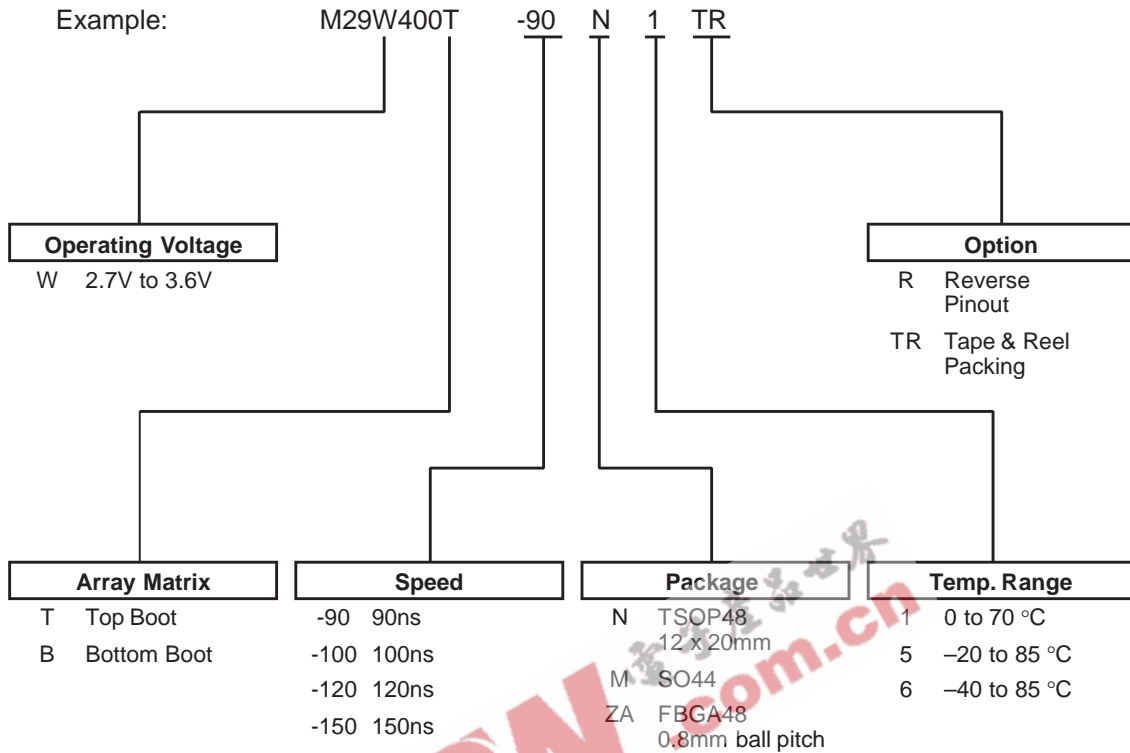 Example: M29W400T -90 N 1 TR
Operating Voltage
W 2.7V to 3.6V
Option
R Reverse
Pinout
TR Tape & Reel
Packing
Array Matrix
T Top Boot
B Bottom Boot
Speed
-90 90ns
-100 100ns
-120 120ns
-150 150ns
Package
N TSOP48
12 x 20mm
M SO44
ZA FBGA48
0.8mm ball pitch
Temp. Range
1 0 to 70 °C
5 –20 to 85 °C
6 –40 to 85 °C
.com.cn